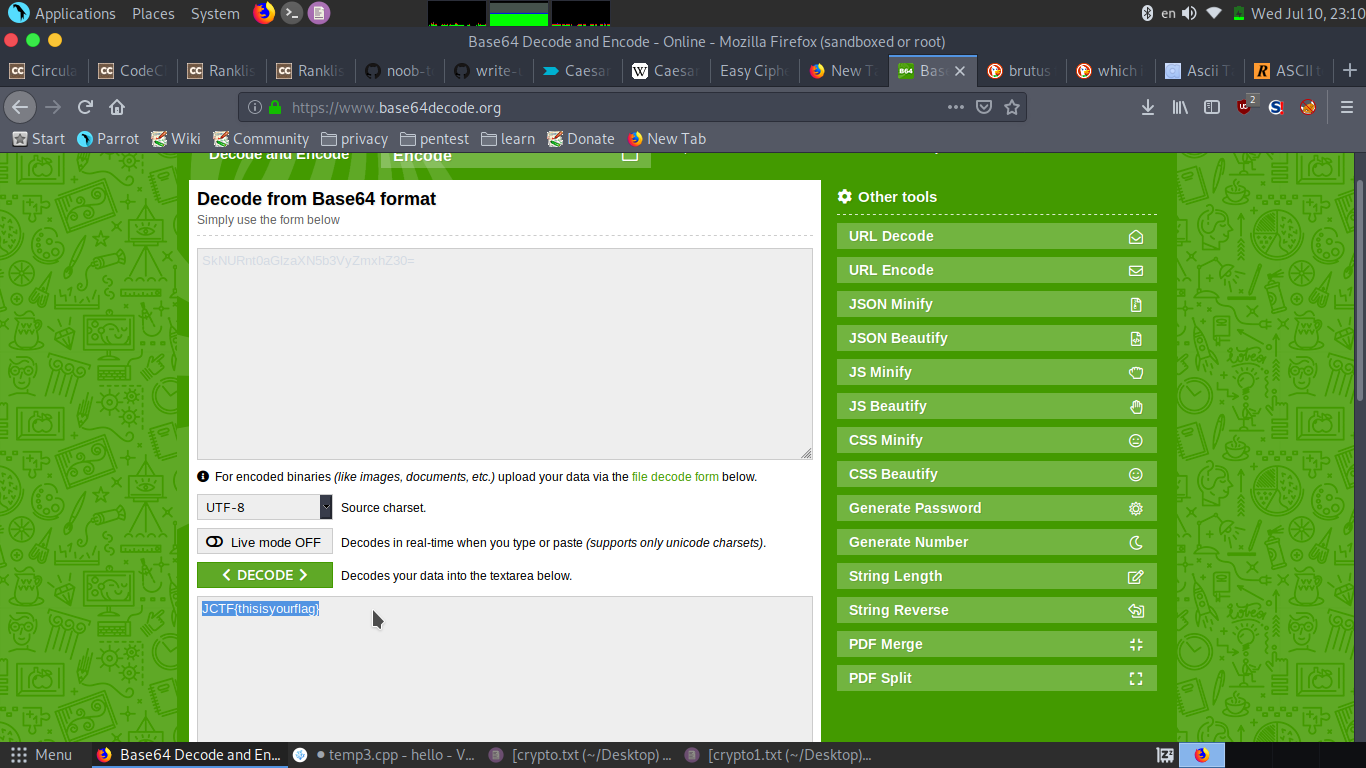 Applications Places System en Wed Jul 10, 23:10
Base64 Decode and Encode - Online - Mozilla Firefox (sandboxed or root)
Circula CodeC Ranklis Ranklis noob-t write-u Caesar Caesar Easy Ciphe New T Base brutus which Ascii T ASCII t
https://www.base64decode.org 2
Start Parrot Wiki Community privacy pentest learn Donate New Tab
Decode and Encode Encode
Decode from Base64 format
Simply use the form below
SkNURnt0aGlzaXN5b3VyZmxhZ30=
For encoded binaries (like images, documents, etc.) upload your data via the file decode form below.
UTF-8 Source charset.
Live mode OFF Decodes in real-time when you type or paste (supports only unicode charsets).
DECODE Decodes your data into the textarea below.
JCTF{thisisyourflag}
Other tools
URL Decode
URL Encode
JSON Minify
JSON Beautify
JS Minify
JS Beautify
CSS Minify
CSS Beautify
Generate Password
Generate Number
String Length
String Reverse
PDF Merge
PDF Split
Menu Base64 Decode and En... temp3.cpp - hello - V... [crypto.txt (~/Desktop) ... [crypto1.txt (~/Desktop)...